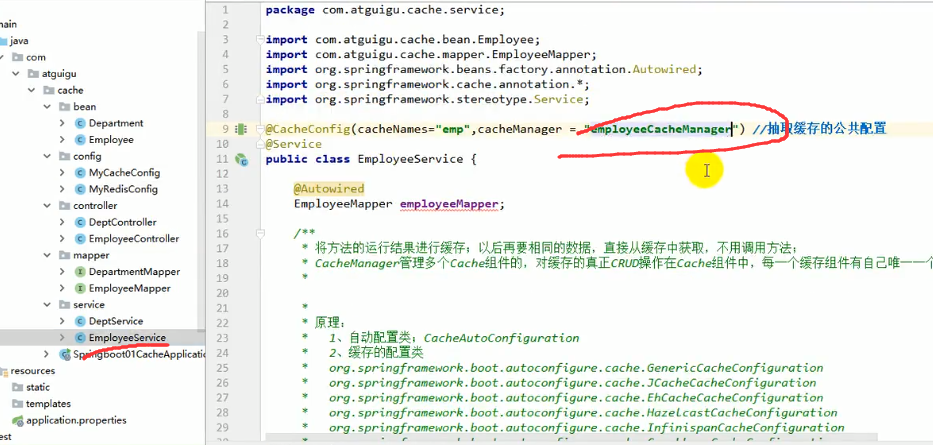 nain
java
com
atguigu
cache
bean
Department
Employee
config
MyCacheConfig
MyRedisConfig
controller
DeptController
EmployeeController
mapper
DepartmentMapper
EmployeeMapper
service
DeptService
EmployeeService
Springboot01CacheApplicatio
resources
static
templates
application.properties
est
1 package com.atguigu.cache.service;
2
3 import com.atguigu.cache.bean.Employee;
4 import com.atguigu.cache.mapper.EmployeeMapper;
5 import org.springframework.beans.factory.annotation.Autowired;
6 import org.springframework.cache.annotation.*;
7 import org.springframework.stereotype.Service;
8
9 @CacheConfig(cacheNames="emp",cacheManager = "employeeCacheManager") //抽取缓存的公共配置
10 @Service
11 public class EmployeeService {
12
13 @Autowired
14 EmployeeMapper employeeMapper;
15
16 /**
17 * 将方法的运行结果进行缓存；以后再要相同的数据，直接从缓存中获取，不用调用方法；
18 * CacheManager管理多个Cache组件的，对缓存的真正CRUD操作在Cache组件中，每一个缓存组件有自己唯一一个
19 *
20
21 *
22 * 原理：
23 * 1、自动配置类；CacheAutoConfiguration
24 * 2、缓存的配置类
25 * org.springframework.boot.autoconfigure.cache.GenericCacheConfiguration
26 * org.springframework.boot.autoconfigure.cache.JCacheCacheConfiguration
27 * org.springframework.boot.autoconfigure.cache.EhCacheCacheConfiguration
28 * org.springframework.boot.autoconfigure.cache.HazelcastCacheConfiguration
29 * org.springframework.boot.autoconfigure.cache.InfinispanCacheConfiguration